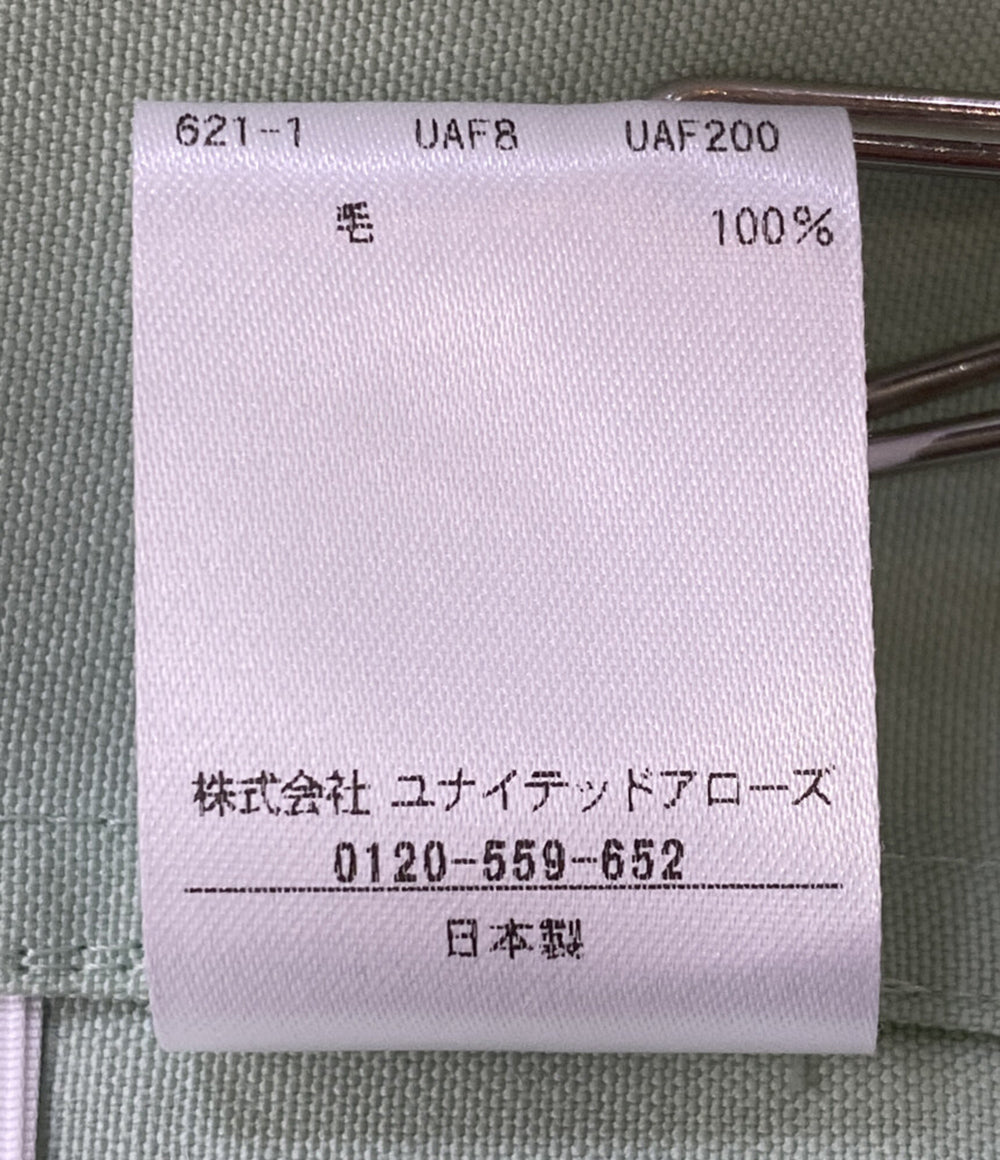 621-1 UAF8 UAF200
毛 100%
株式会社 ユナイテッドアローズ
0120-559-652
日本製